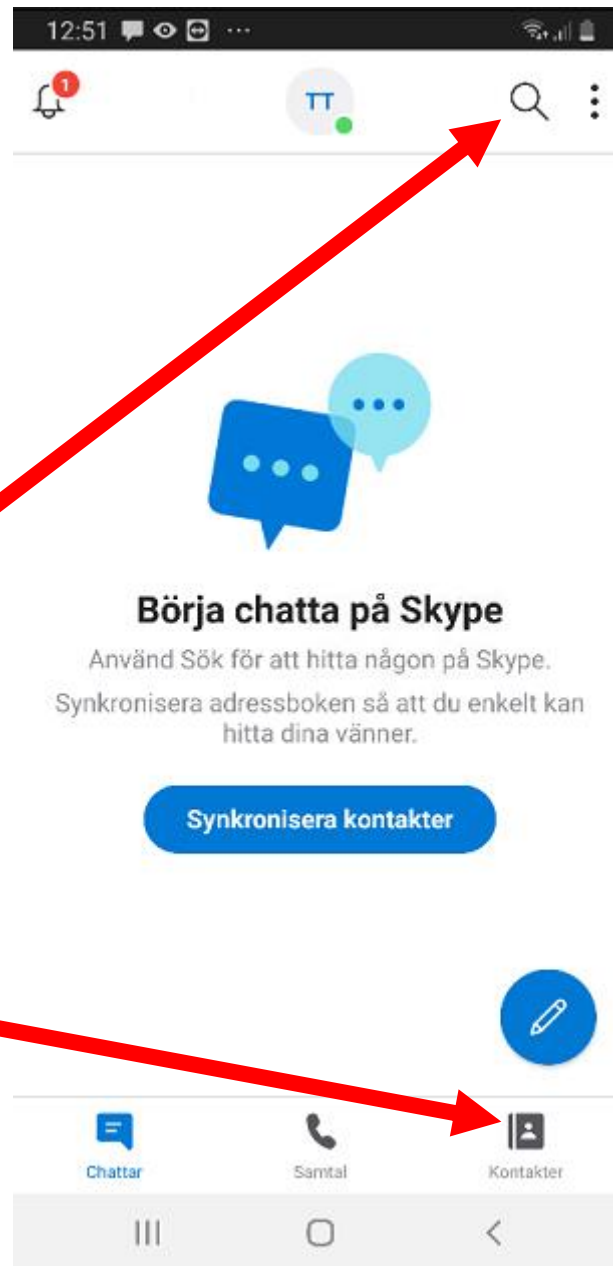 12:51
1
TT
Börja chatta på Skype
Använd Sök för att hitta någon på Skype.
Synkronisera adressboken så att du enkelt kan
hitta dina vänner.
Synkronisera kontakter
Chattar Samtal Kontakter